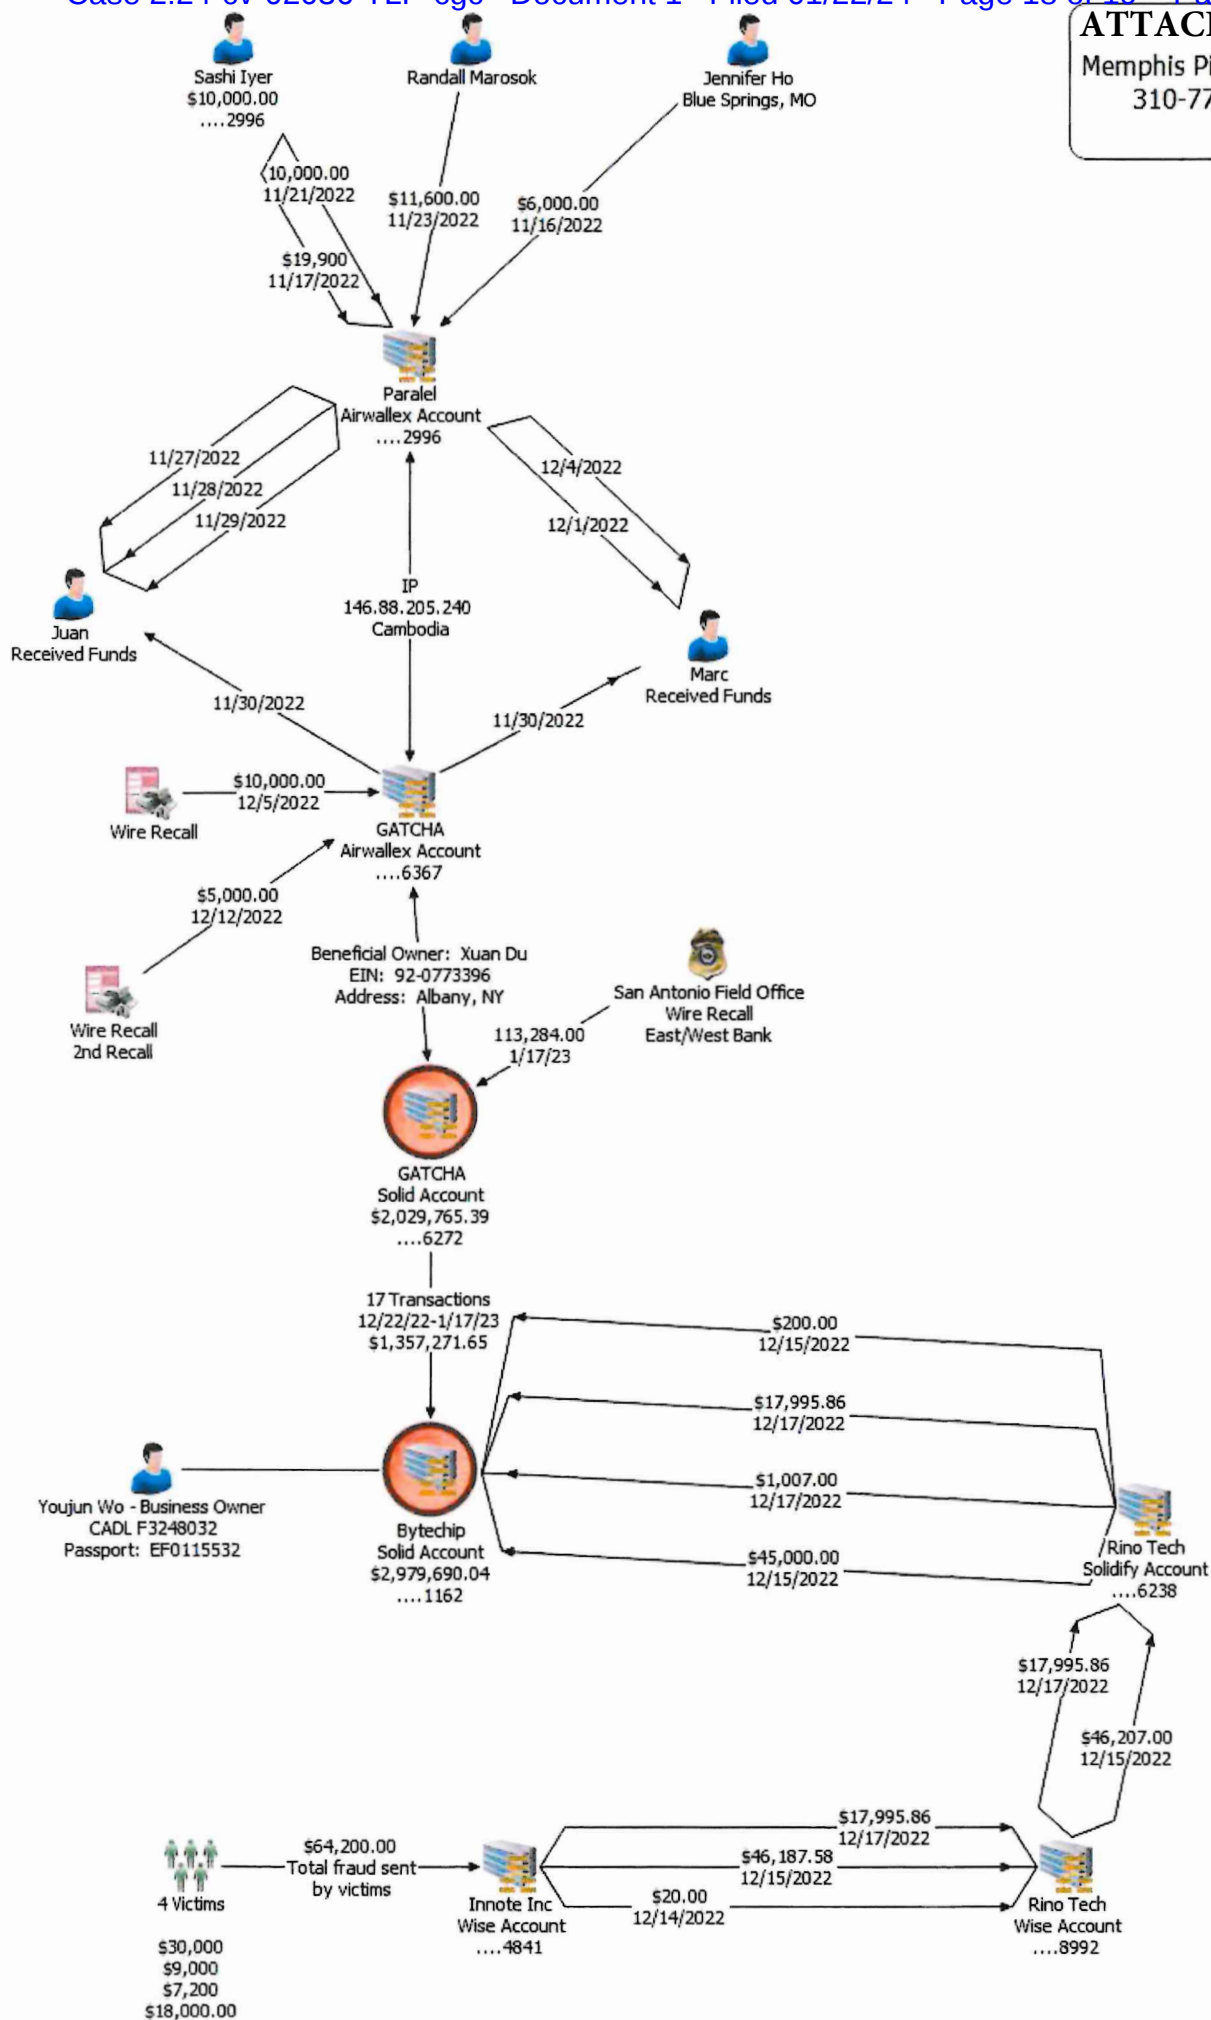 ATTAC
Memphis Pi
310-77
Sashi Iyer
$10,000.00
....2996
Randall Marosok
Jennifer Ho
Blue Springs, MO
10,000.00
11/21/2022
$11,600.00
11/23/2022
$6,000.00
11/16/2022
$19,900
11/17/2022
Paralel
Airwallex Account
....2996
11/27/2022
11/28/2022
11/29/2022
12/4/2022
12/1/2022
IP
146.88.205.240
Cambodia
Juan
Received Funds
Marc
Received Funds
11/30/2022
11/30/2022
Wire Recall
$10,000.00
12/5/2022
GATCHA
Airwallex Account
....6367
$5,000.00
12/12/2022
Wire Recall
2nd Recall
Beneficial Owner: Xuan Du
EIN: 92-0773396
Address: Albany, NY
San Antonio Field Office
Wire Recall
East/West Bank
113,284.00
1/17/23
GATCHA
Solid Account
$2,029,765.39
....6272
17 Transactions
12/22/22-1/17/23
$1,357,271.65
$200.00
12/15/2022
$17,995.86
12/17/2022
$1,007.00
12/17/2022
$45,000.00
12/15/2022
Youjun Wo - Business Owner
CADL F3248032
Passport: EF0115532
Bytechip
Solid Account
$2,979,690.04
....1162
Rino Tech
Solidify Account
....6238
$17,995.86
12/17/2022
$46,207.00
12/15/2022
4 Victims
$30,000
$9,000
$7,200
$18,000.00
$64,200.00
Total fraud sent
by victims
Innote Inc
Wise Account
....4841
$17,995.86
12/17/2022
$46,187.58
12/15/2022
$20.00
12/14/2022
Rino Tech
Wise Account
....8992